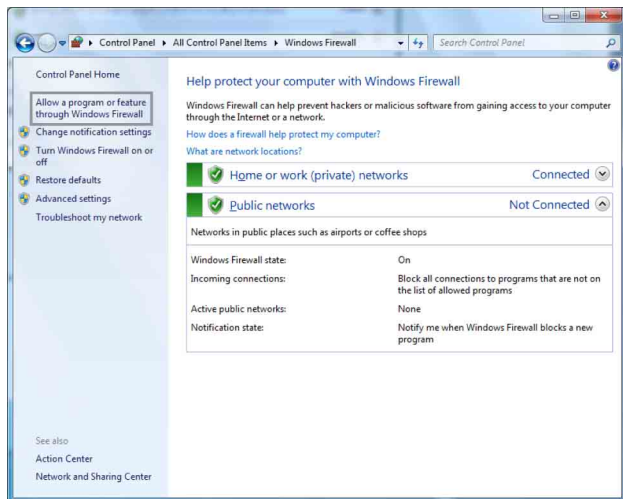 Control Panel ▸ All Control Panel Items ▸ Windows Firewall
Search Control Panel
Control Panel Home
Allow a program or feature
through Windows Firewall
Change notification settings
Turn Windows Firewall on or
off
Restore defaults
Advanced settings
Troubleshoot my network
See also
Action Center
Network and Sharing Center
Help protect your computer with Windows Firewall
Windows Firewall can help prevent hackers or malicious software from gaining access to your computer
through the Internet or a network.
How does a firewall help protect my computer?
What are network locations?
Home or work (private) networks Connected
Public networks Not Connected
Networks in public places such as airports or coffee shops
Windows Firewall state: On
Incoming connections: Block all connections to programs that are not on
the list of allowed programs
Active public networks: None
Notification state: Notify me when Windows Firewall blocks a new
program